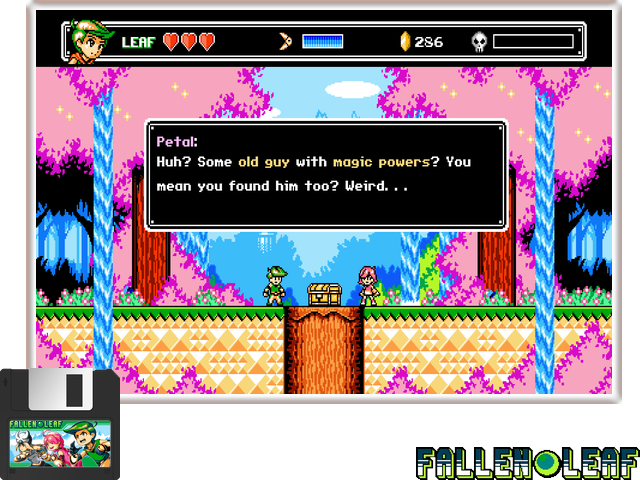 LEAF
286
Petal:
Huh? Some old guy with magic powers? You
mean you found him too? Weird...
FALLEN LEAF
FALLEN LEAF